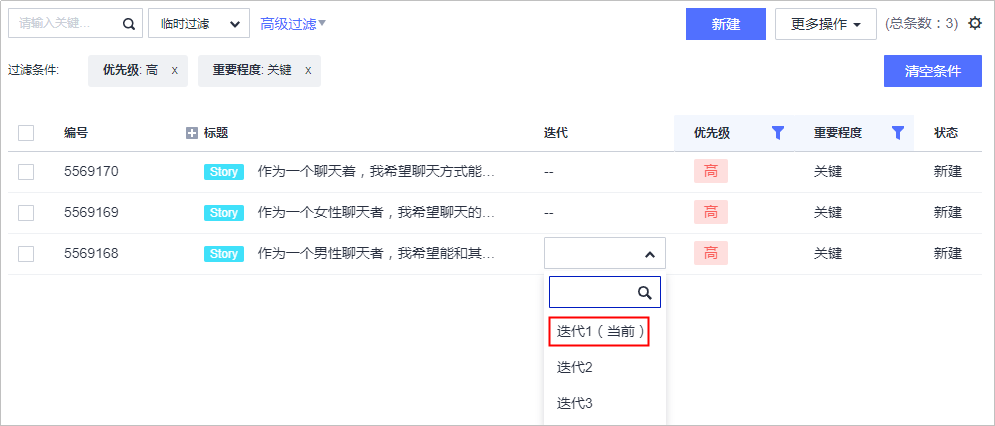 请输入关键... 临时过滤 高级过滤 新建 更多操作 (总条数：3)
过滤条件: 优先级: 高 x 重要程度: 关键 x 清空条件
编号 标题 迭代 优先级 重要程度 状态
5569170 Story 作为一个聊天着，我希望聊天方式能... -- 高 关键 新建
5569169 Story 作为一个女性聊天者，我希望聊天的... -- 高 关键 新建
5569168 Story 作为一个男性聊天者，我希望能和其... 高 关键 新建
迭代1（当前）
迭代2
迭代3